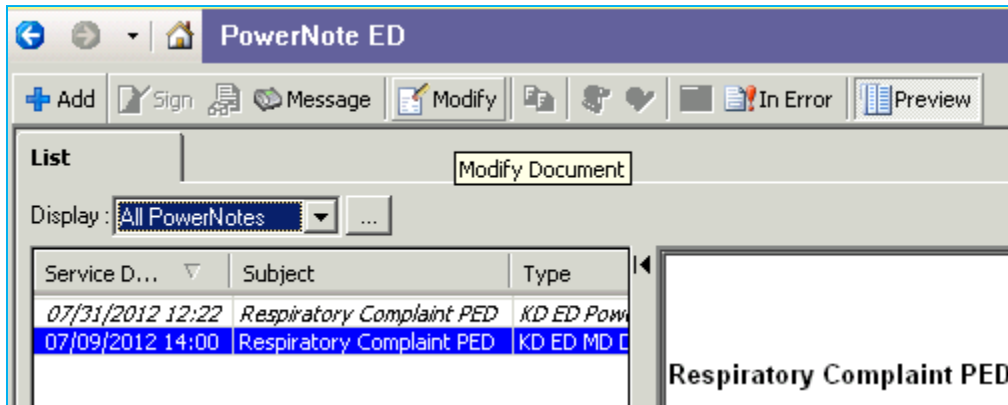 PowerNote ED
Add Sign Message Modify In Error Preview
List
Modify Document
Display : All PowerNotes ...
Service D... Subject Type
07/31/2012 12:22 Respiratory Complaint PED KD ED Pow
07/09/2012 14:00 Respiratory Complaint PED KD ED MD
Respiratory Complaint PED